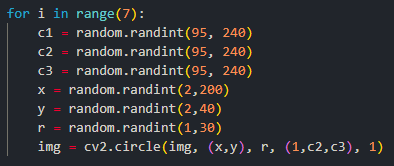 for i in range(7):
    c1 = random.randint(95, 240)
    c2 = random.randint(95, 240)
    c3 = random.randint(95, 240)
    x = random.randint(2,200)
    y = random.randint(2,40)
    r = random.randint(1,30)
    img = cv2.circle(img, (x,y), r, (1,c2,c3), 1)